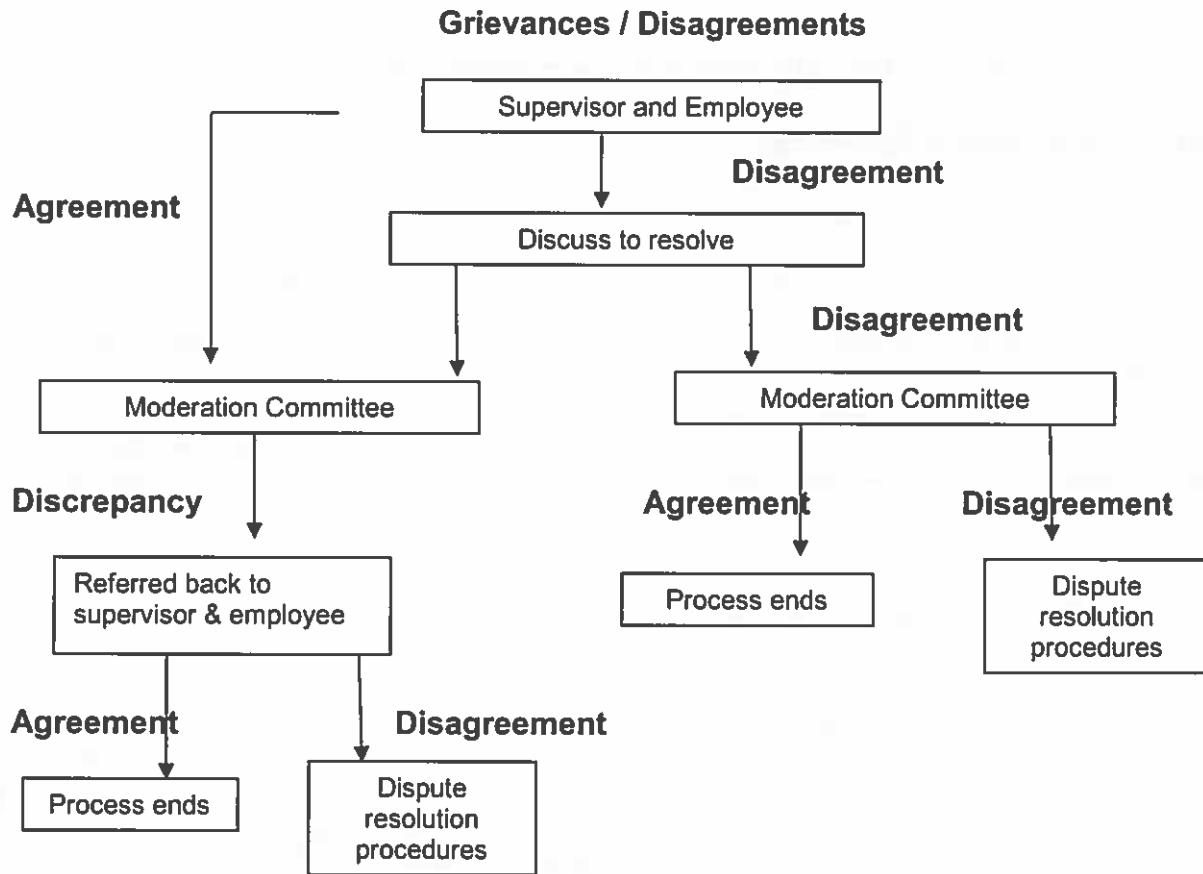 Grievances / Disagreements
Supervisor and Employee
Disagreement
Agreement
Discuss to resolve
Disagreement
Moderation Committee
Moderation Committee
Discrepancy
Agreement
Disagreement
Referred back to
supervisor & employee
Process ends
Dispute
resolution
procedures
Agreement
Disagreement
Process ends
Dispute
resolution
procedures